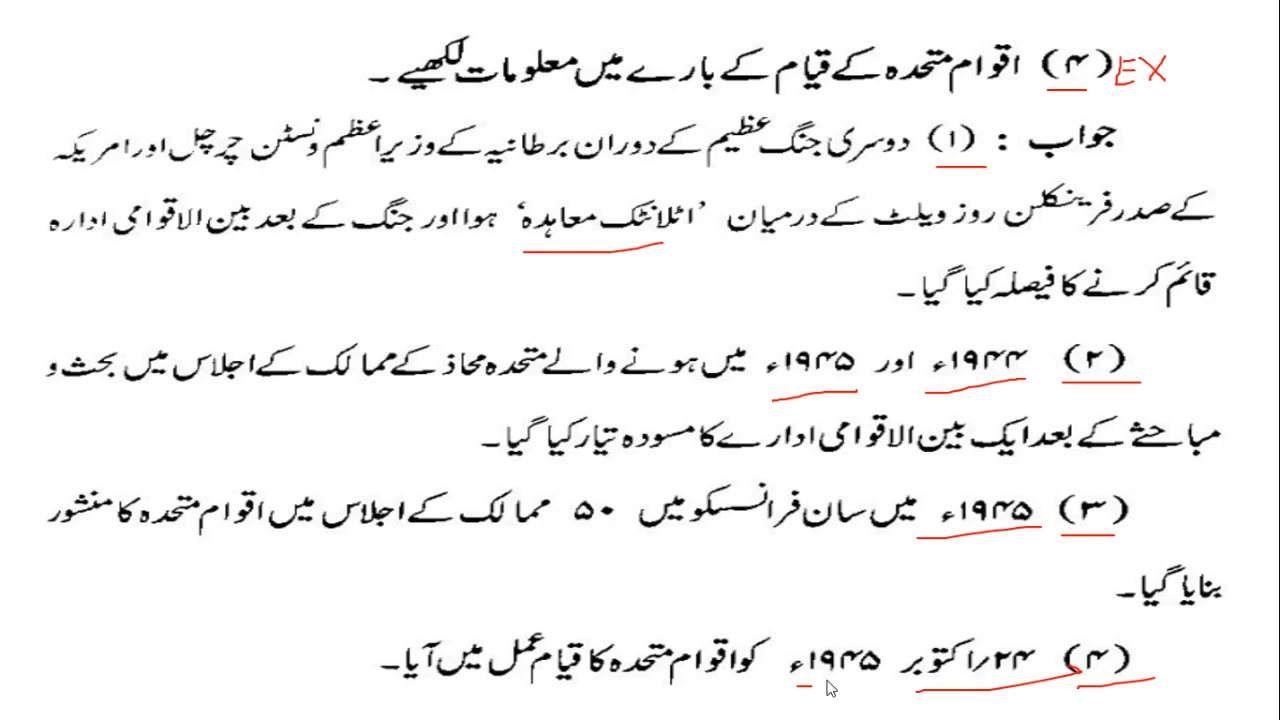 (۴) اقوام متحدہ کے قیام کے بارے میں معلومات لکھیے ۔ EX
جواب : (۱) دوسری جنگ عظیم کے دوران برطانیہ کے وزیراعظم ونسٹن چرچل اور امریکہ
کے صدر فرینکلن روز ویلٹ کے درمیان ’اٹلانٹک معاہدہ‘ ہوا اور جنگ کے بعد بین الاقوامی ادارہ
قائم کرنے کا فیصلہ کیا گیا ۔
(۲) ۱۹۴۴ء اور ۱۹۴۵ء میں ہونے والے متحدہ محاذ کے ممالک کے اجلاس میں بحث و
مباحثے کے بعد ایک بین الاقوامی ادارے کا مسودہ تیار کیا گیا ۔
(۳) ۱۹۴۵ء میں سان فرانسسکو میں ۵۰ ممالک کے اجلاس میں اقوام متحدہ کا منشور
بنایا گیا ۔
(۴) ۲۴؍اکتوبر ۱۹۴۵ء کو اقوام متحدہ کا قیام عمل میں آیا ۔